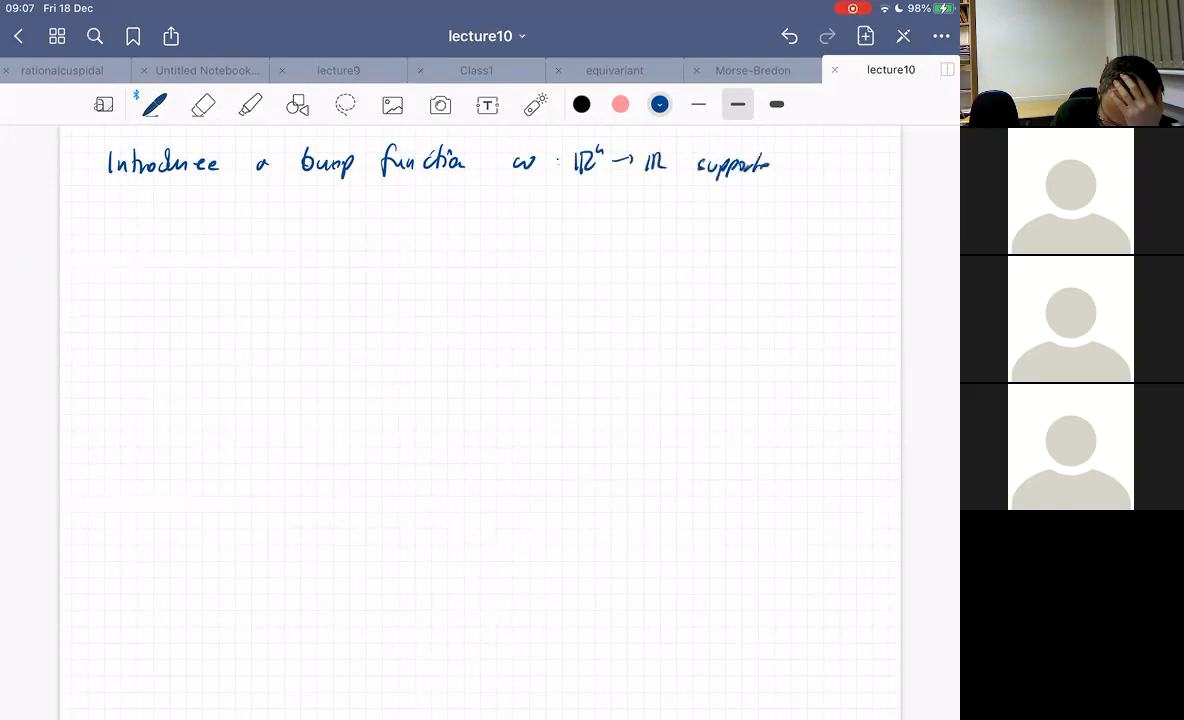 09:07 Fri 18 Dec
98%
lecture10
rationalcuspidal
Untitled Notebook...
lecture9
Class1
equivariant
Morse-Bredon
lecture10
Introduce a bump function ω : ℝⁿ → ℝ supporte